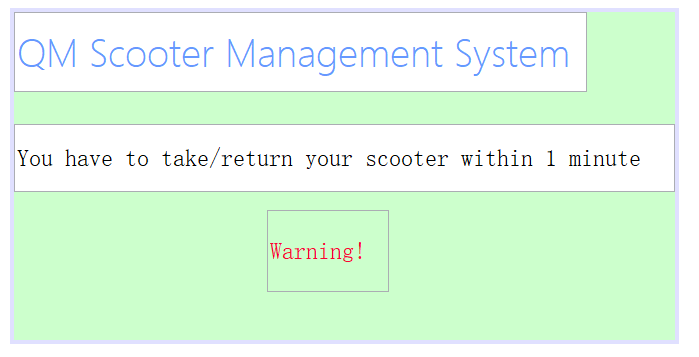 QM Scooter Management System
You have to take/return your scooter within 1 minute
Warning!